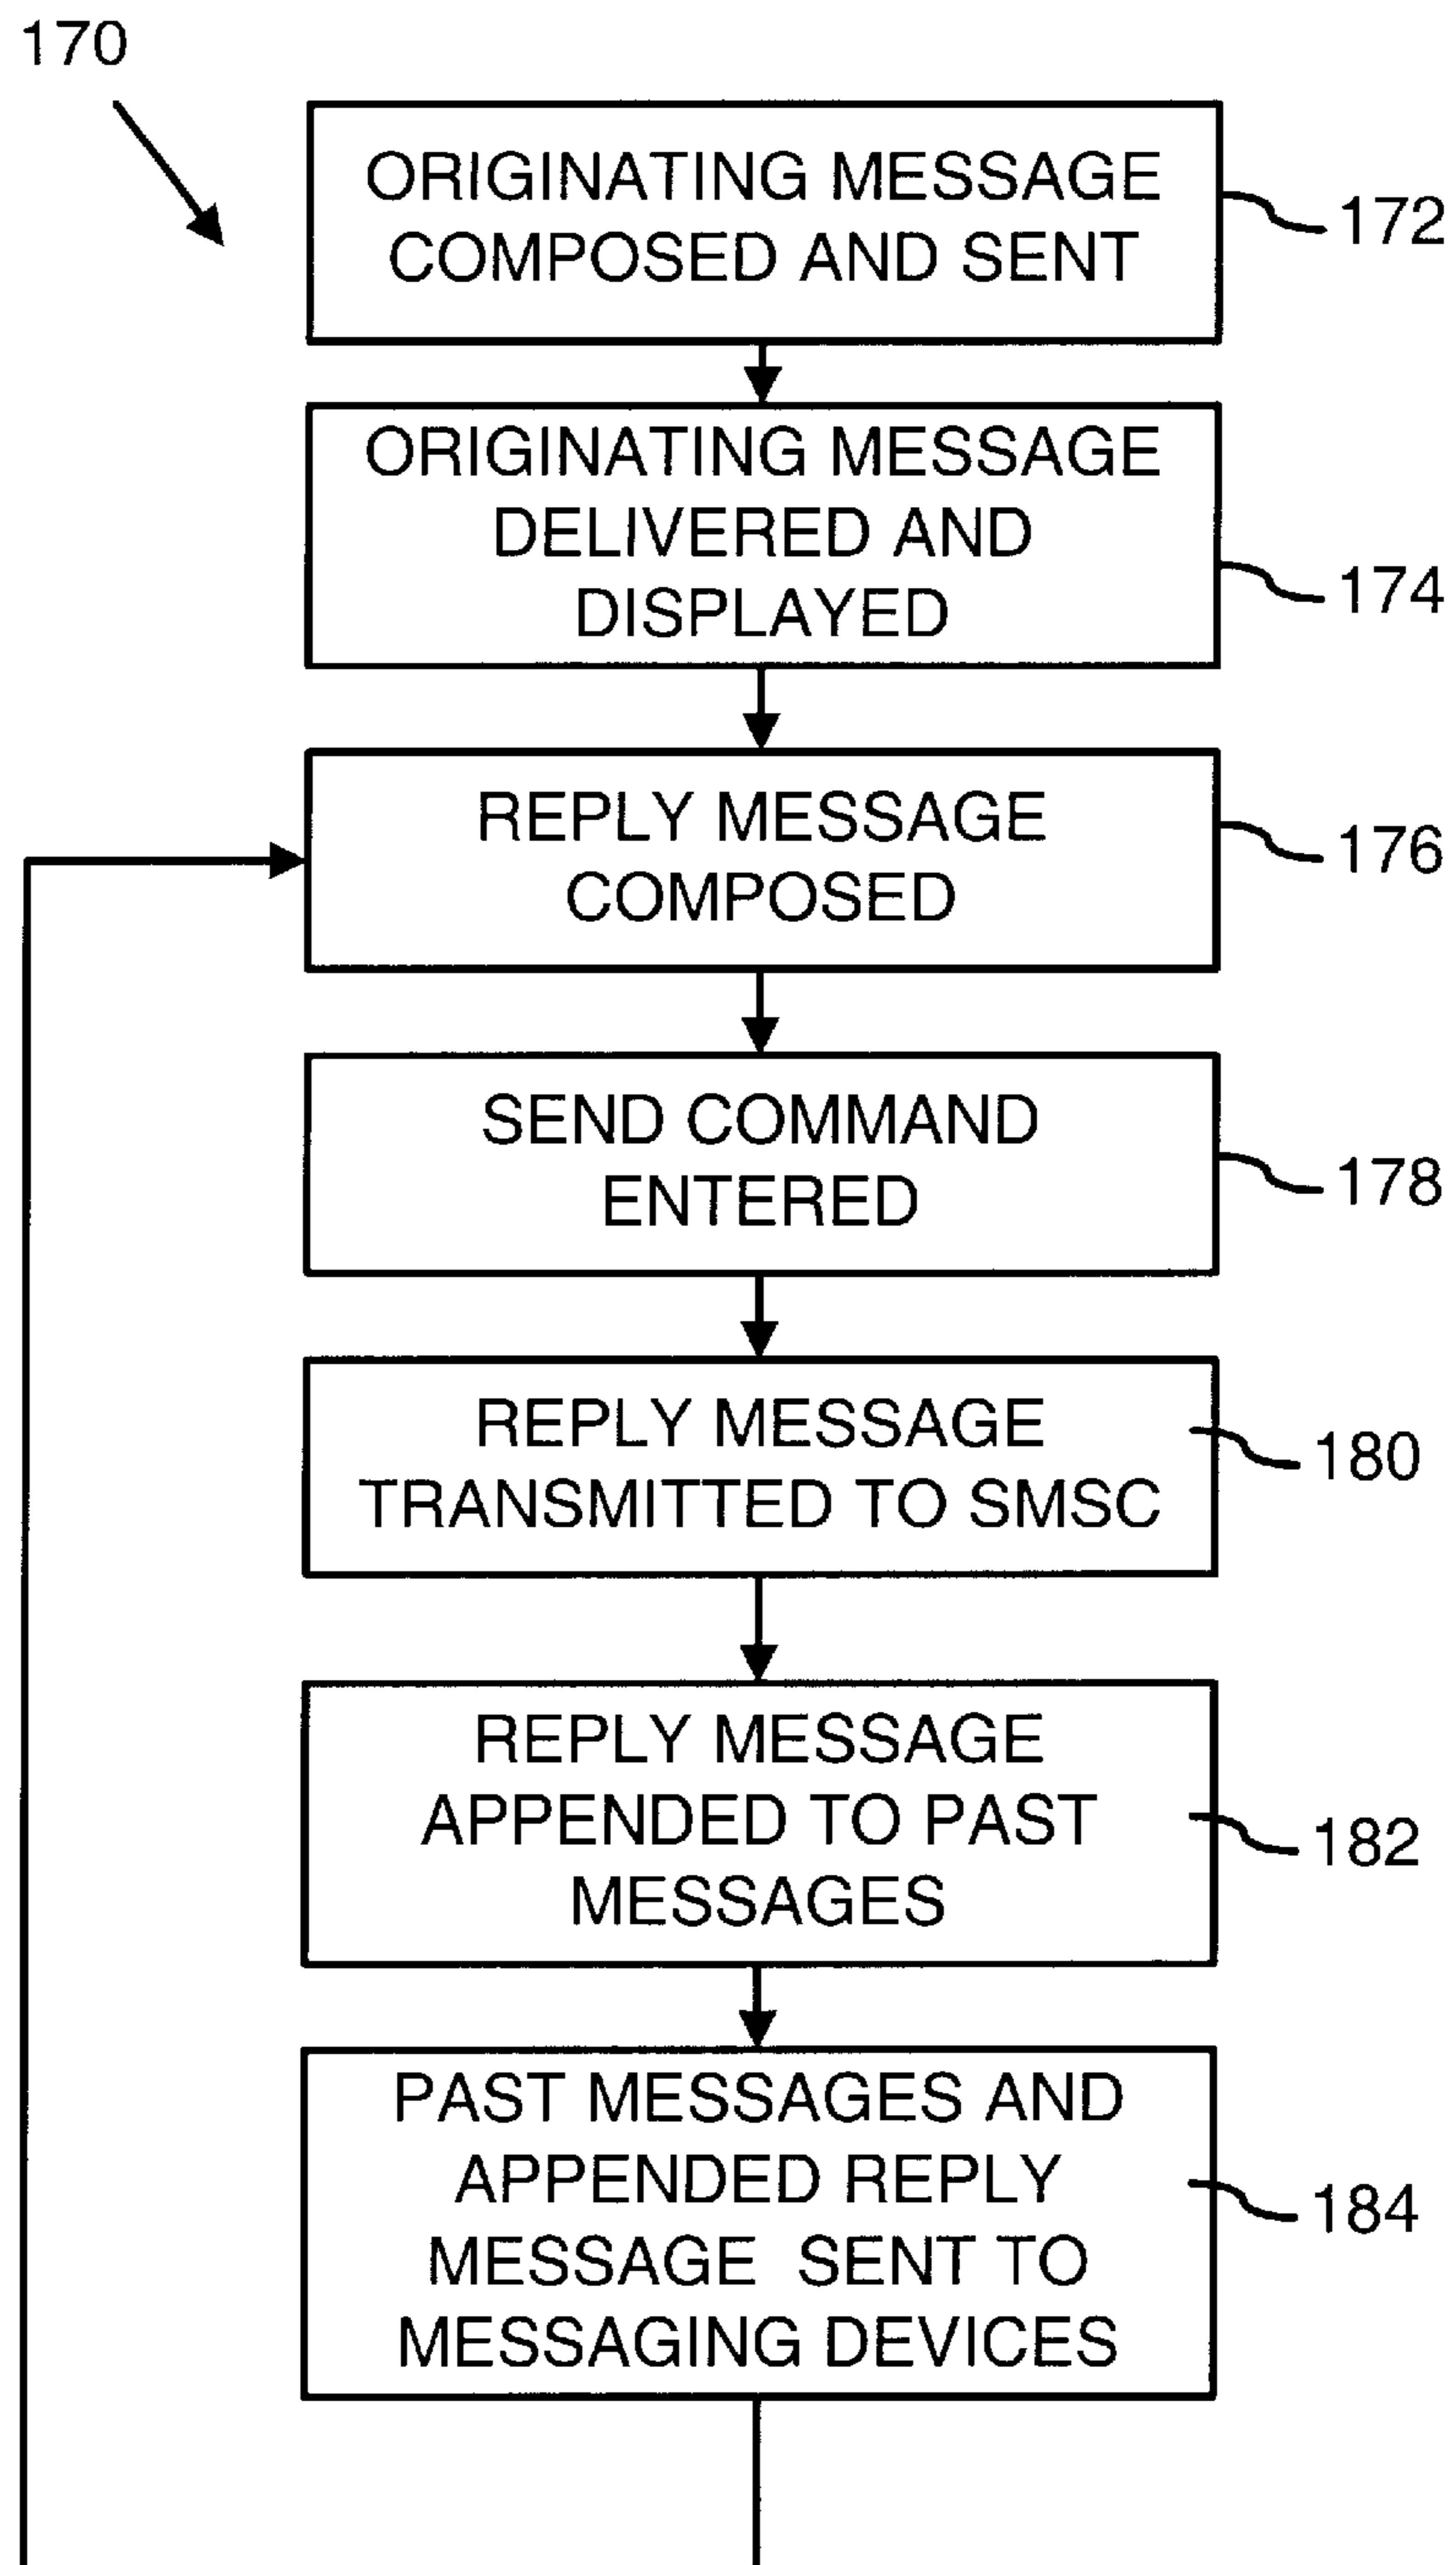 170
ORIGINATING MESSAGE
COMPOSED AND SENT
172
ORIGINATING MESSAGE
DELIVERED AND
DISPLAYED
174
REPLY MESSAGE
COMPOSED
176
SEND COMMAND
ENTERED
178
REPLY MESSAGE
TRANSMITTED TO SMSC
180
REPLY MESSAGE
APPENDED TO PAST
MESSAGES
182
PAST MESSAGES AND
APPENDED REPLY
MESSAGE SENT TO
MESSAGING DEVICES
184